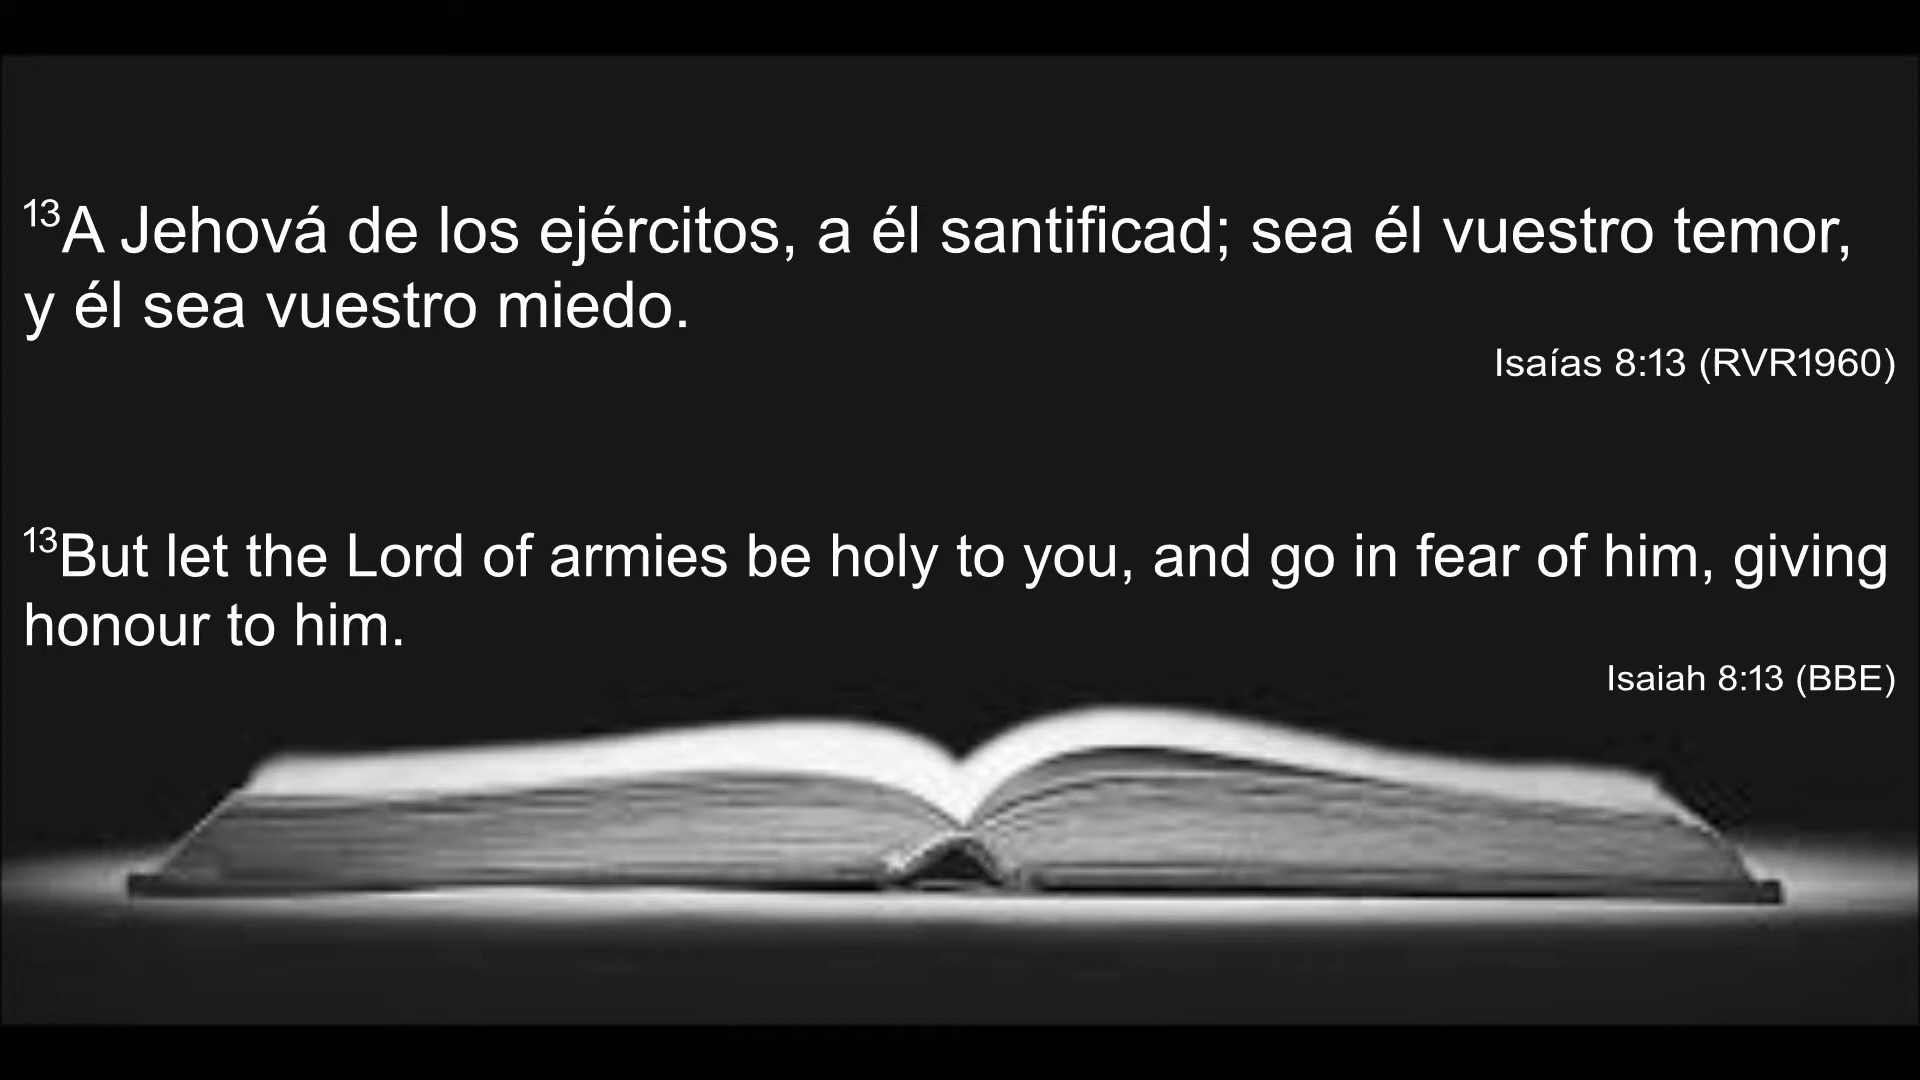 13A Jehová de los ejércitos, a él santificad; sea él vuestro temor,
y él sea vuestro miedo.
Isaías 8:13 (RVR1960)
13But let the Lord of armies be holy to you, and go in fear of him, giving
honour to him.
Isaiah 8:13 (BBE)